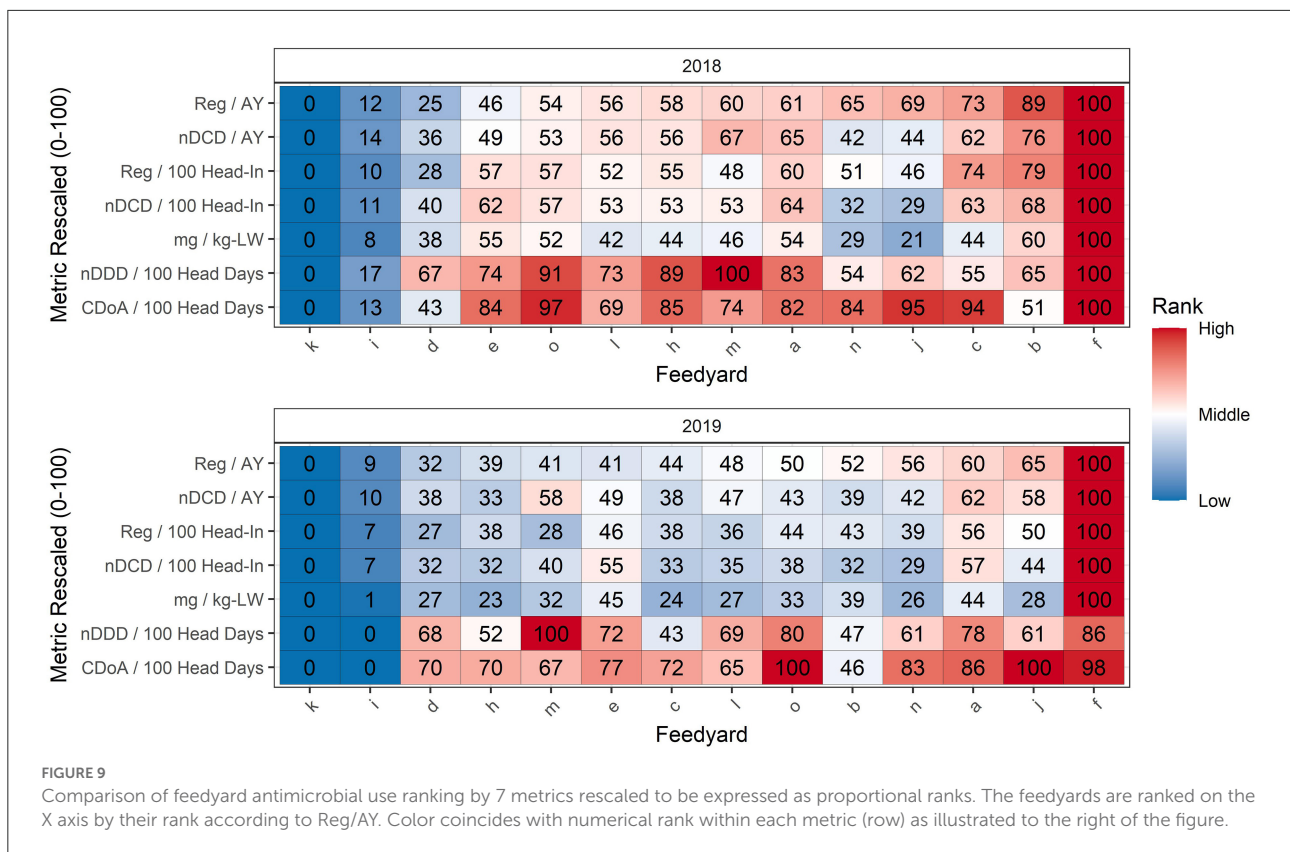 2018
Metric Rescaled (0-100)
Reg / AY 0 12 25 46 54 56 58 60 61 65 69 73 89 100
nDCD / AY 0 14 36 49 53 56 56 67 65 42 44 62 76 100
Reg / 100 Head-In 0 10 28 57 57 52 55 48 60 51 46 74 79 100
nDCD / 100 Head-In 0 11 40 62 57 53 53 53 64 32 29 63 68 100
mg / kg-LW 0 8 38 55 52 42 44 46 54 29 21 44 60 100
nDDD / 100 Head Days 0 17 67 74 91 73 89 100 83 54 62 55 65 100
CDoA / 100 Head Days 0 13 43 84 97 69 85 74 82 84 95 94 51 100
k i d e o l h m a n j c b f
Feedyard
Rank
High
Middle
Low
2019
Metric Rescaled (0-100)
Reg / AY 0 9 32 39 41 41 44 48 50 52 56 60 65 100
nDCD / AY 0 10 38 33 58 49 38 47 43 39 42 62 58 100
Reg / 100 Head-In 0 7 27 38 28 46 38 36 44 43 39 56 50 100
nDCD / 100 Head-In 0 7 32 32 40 55 33 35 38 32 29 57 44 100
mg / kg-LW 0 1 27 23 32 45 24 27 33 39 26 44 28 100
nDDD / 100 Head Days 0 0 68 52 100 72 43 69 80 47 61 78 61 86
CDoA / 100 Head Days 0 0 70 70 67 77 72 65 100 46 83 86 100 98
k i d h m e c l o b n a j f
Feedyard
FIGURE 9
Comparison of feedyard antimicrobial use ranking by 7 metrics rescaled to be expressed as proportional ranks. The feedyards are ranked on the
X axis by their rank according to Reg/AY. Color coincides with numerical rank within each metric (row) as illustrated to the right of the figure.